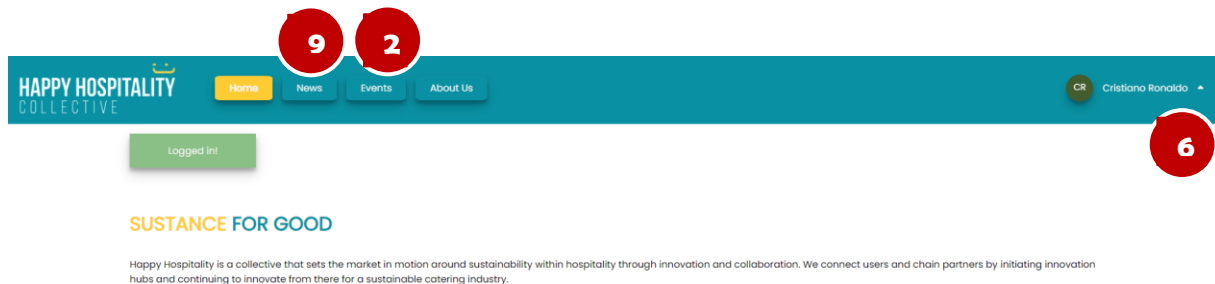 9 2
HAPPY HOSPITALITY
COLLECTIVE
Home News Events About Us
CR Cristiano Ronaldo
6
Logged in!
SUSTANCE FOR GOOD
Happy Hospitality is a collective that sets the market in motion around sustainability within hospitality through innovation and collaboration. We connect users and chain partners by initiating innovation
hubs and continuing to innovate from there for a sustainable catering industry.